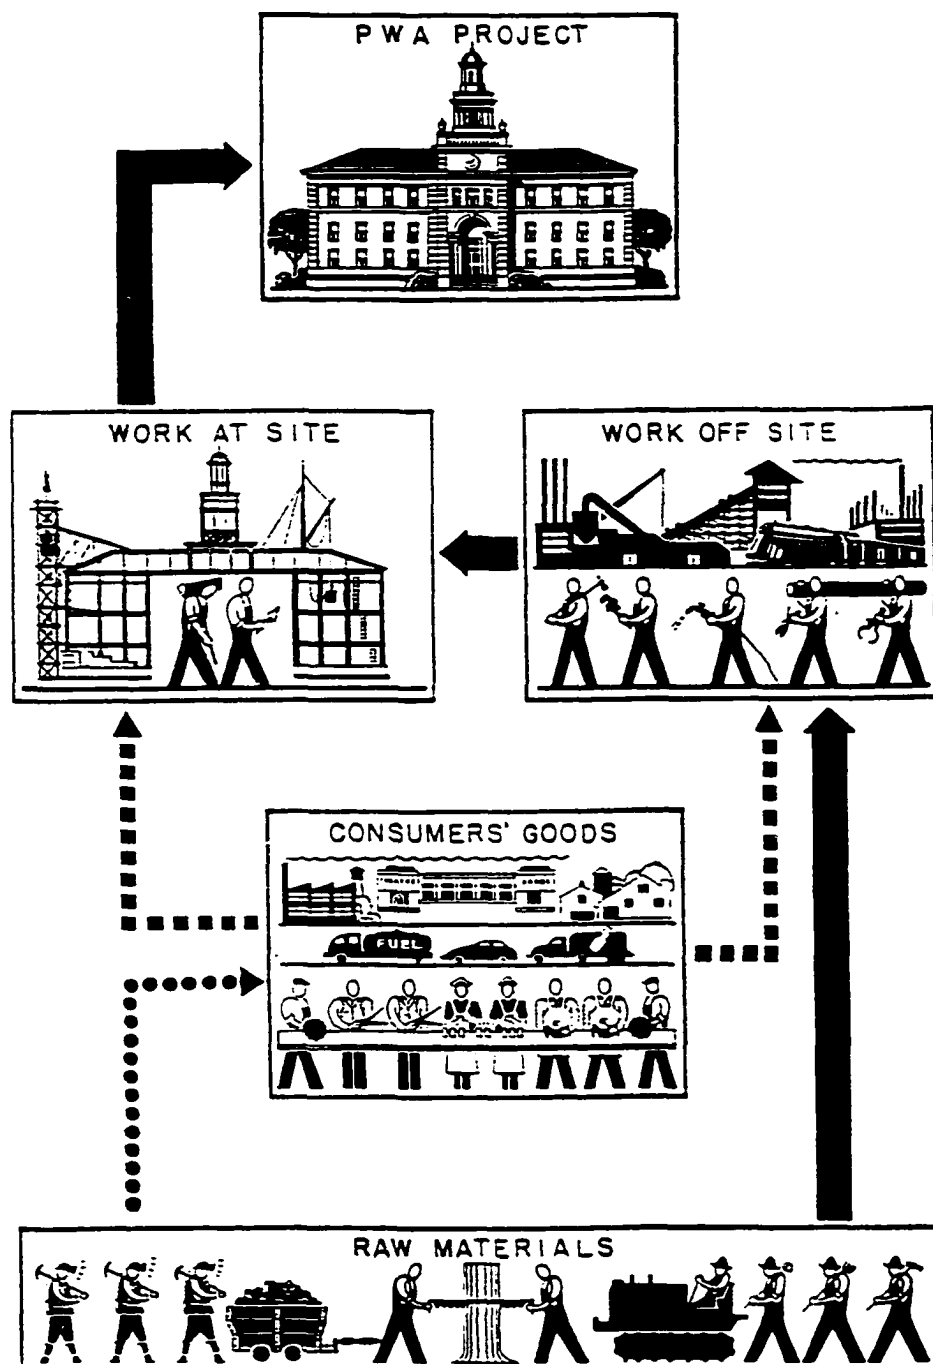 PWA PROJECT
WORK AT SITE
WORK OFF SITE
CONSUMERS' GOODS
FUEL
RAW MATERIALS